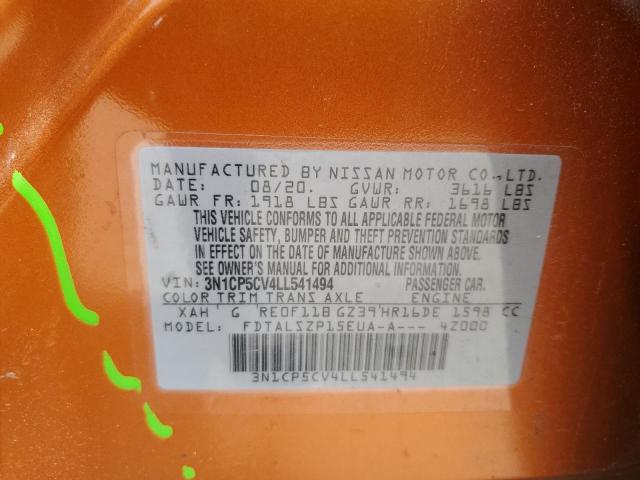 MANUFACTURED BY NISSAN MOTOR CO.,LTD.
DATE: 08/20. GVWR: 3616 LBS
GAWR FR: 1918 LBS GAWR RR: 1698 LBS
THIS VEHICLE CONFORMS TO ALL APPLICABLE FEDERAL MOTOR
VEHICLE SAFETY, BUMPER AND THEFT PREVENTION STANDARDS
IN EFFECT ON THE DATE OF MANUFACTURE SHOWN ABOVE.
SEE OWNER'S MANUAL FOR ADDITIONAL INFORMATION.
VIN: 3N1CP5CV4LL541494 PASSENGER CAR.
COLOR TRIM TRANS AXLE ENGINE
XAH G RE0F11B GZ39 HR16DE 1598 CC
MODEL: FDTALSZP15EUA-A--- 4Z000
3N1CP5CV4LL541494